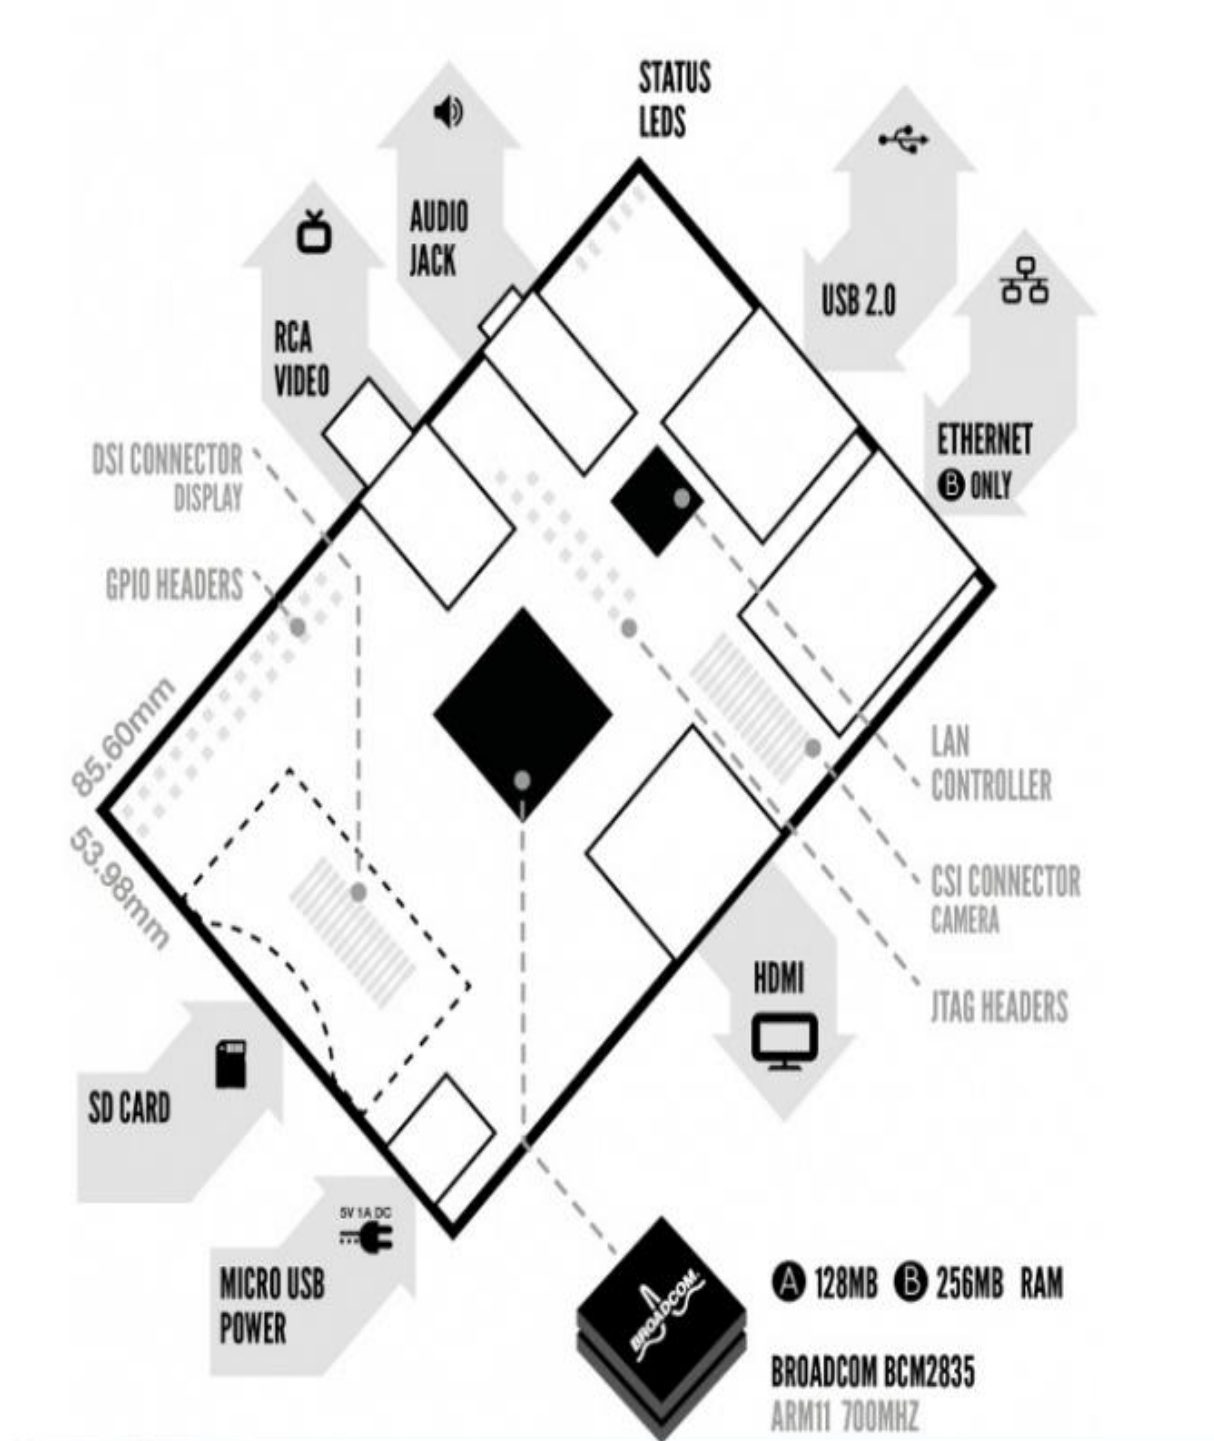 STATUS
LEDS
AUDIO
JACK
USB 2.0
RCA
VIDEO
ETHERNET
B ONLY
DSI CONNECTOR
DISPLAY
GPIO HEADERS
85.60mm
53.98mm
LAN
CONTROLLER
CSI CONNECTOR
CAMERA
JTAG HEADERS
HDMI
SD CARD
5V 1A DC
MICRO USB
POWER
BROADCOM.
A 128MB B 256MB RAM
BROADCOM BCM2835
ARM11 700MHZ